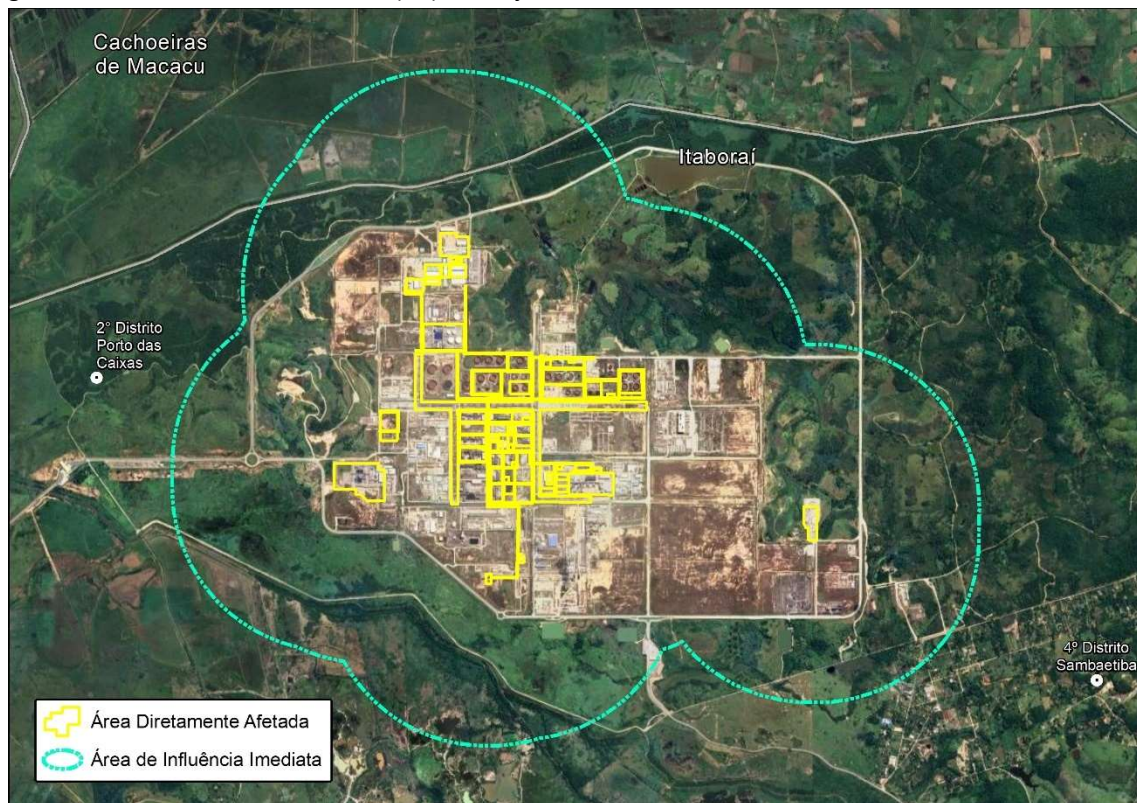 Cachoeiras
de Macacu
Itaboraí
2° Distrito
Porto das
Caixas
4º Distrito
Sambaetiba
Área Diretamente Afetada
Área de Influência Imediata